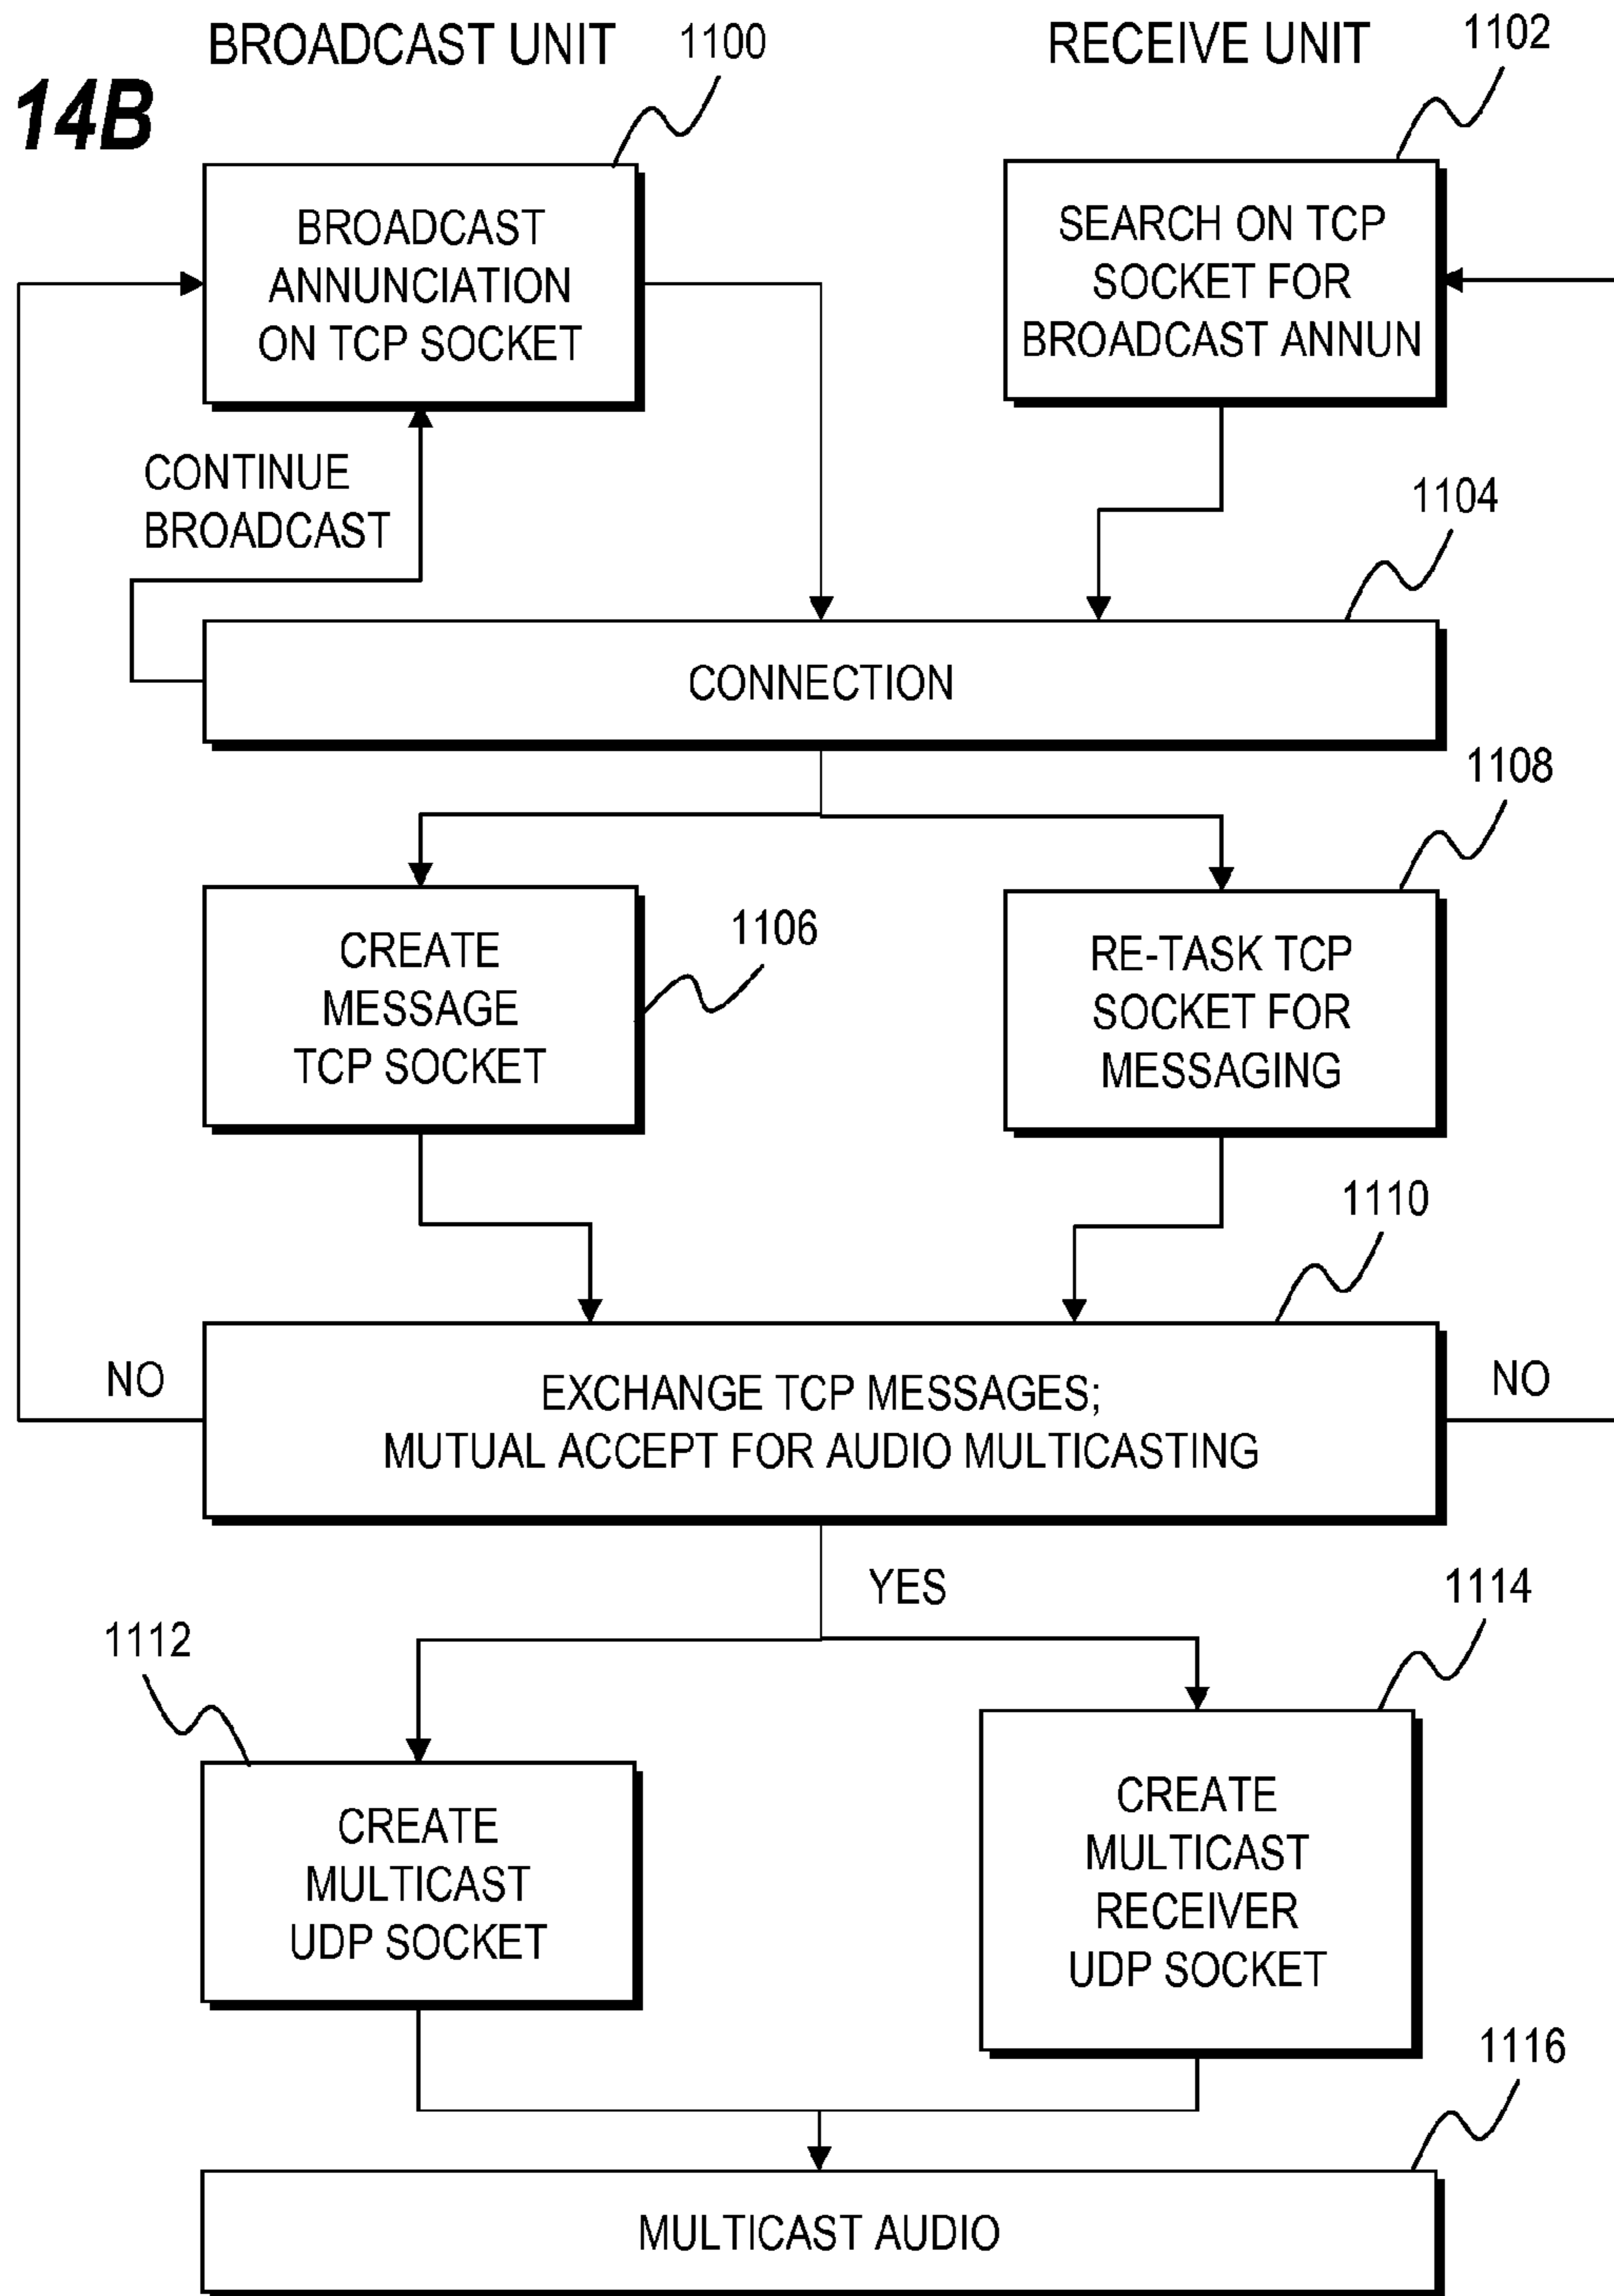 BROADCAST UNIT
1100
RECEIVE UNIT
1102
14B
BROADCAST
ANNUNCIATION
ON TCP SOCKET
SEARCH ON TCP
SOCKET FOR
BROADCAST ANNUN
CONTINUE
BROADCAST
1104
CONNECTION
1108
CREATE
MESSAGE
TCP SOCKET
1106
RE-TASK TCP
SOCKET FOR
MESSAGING
1110
NO
EXCHANGE TCP MESSAGES;
MUTUAL ACCEPT FOR AUDIO MULTICASTING
NO
YES
1112
1114
CREATE
MULTICAST
UDP SOCKET
CREATE
MULTICAST
RECEIVER
UDP SOCKET
1116
MULTICAST AUDIO